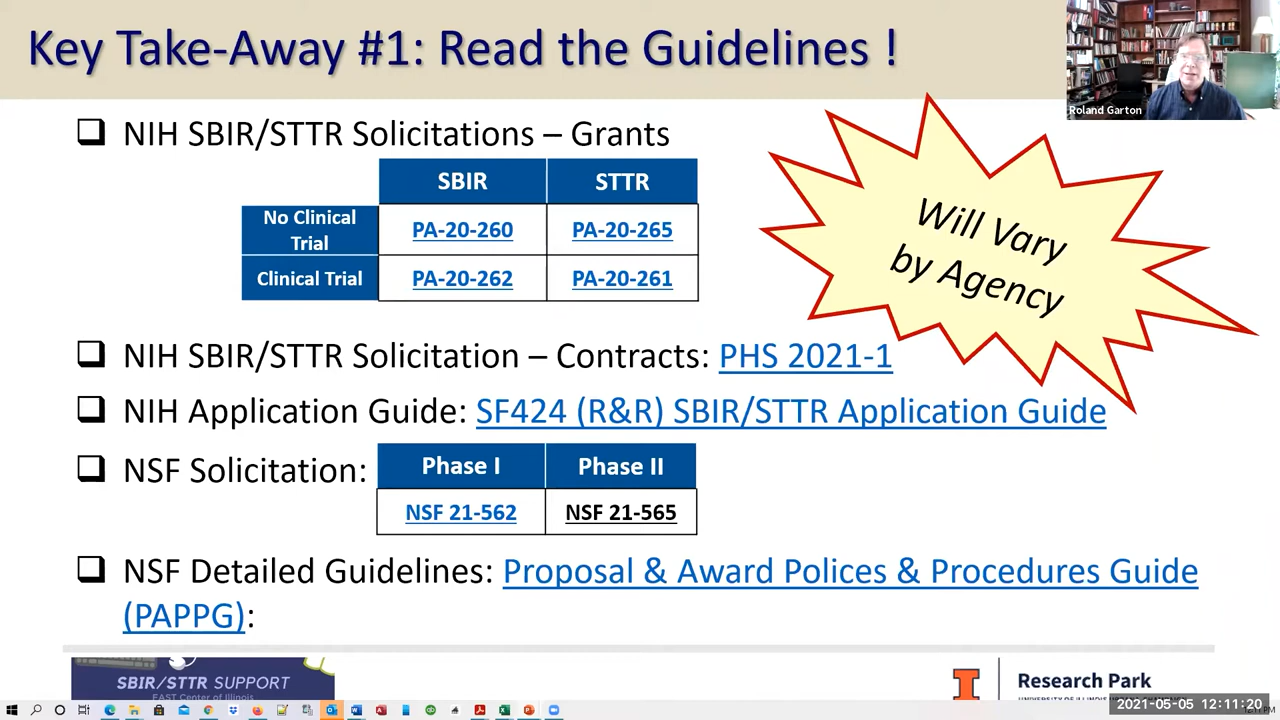 Key Take-Away #1: Read the Guidelines !
Roland Garton
NIH SBIR/STTR Solicitations – Grants
SBIR STTR
No Clinical
Trial
PA-20-260 PA-20-265
Clinical Trial PA-20-262 PA-20-261
Will Vary
by Agency
NIH SBIR/STTR Solicitation – Contracts: PHS 2021-1
NIH Application Guide: SF424 (R&R) SBIR/STTR Application Guide
NSF Solicitation:
Phase I Phase II
NSF 21-562 NSF 21-565
NSF Detailed Guidelines: Proposal & Award Polices & Procedures Guide
(PAPPG):
SBIR/STTR SUPPORT
FAST Center of Illinois
Research Park
2021-05-05 12:11:20